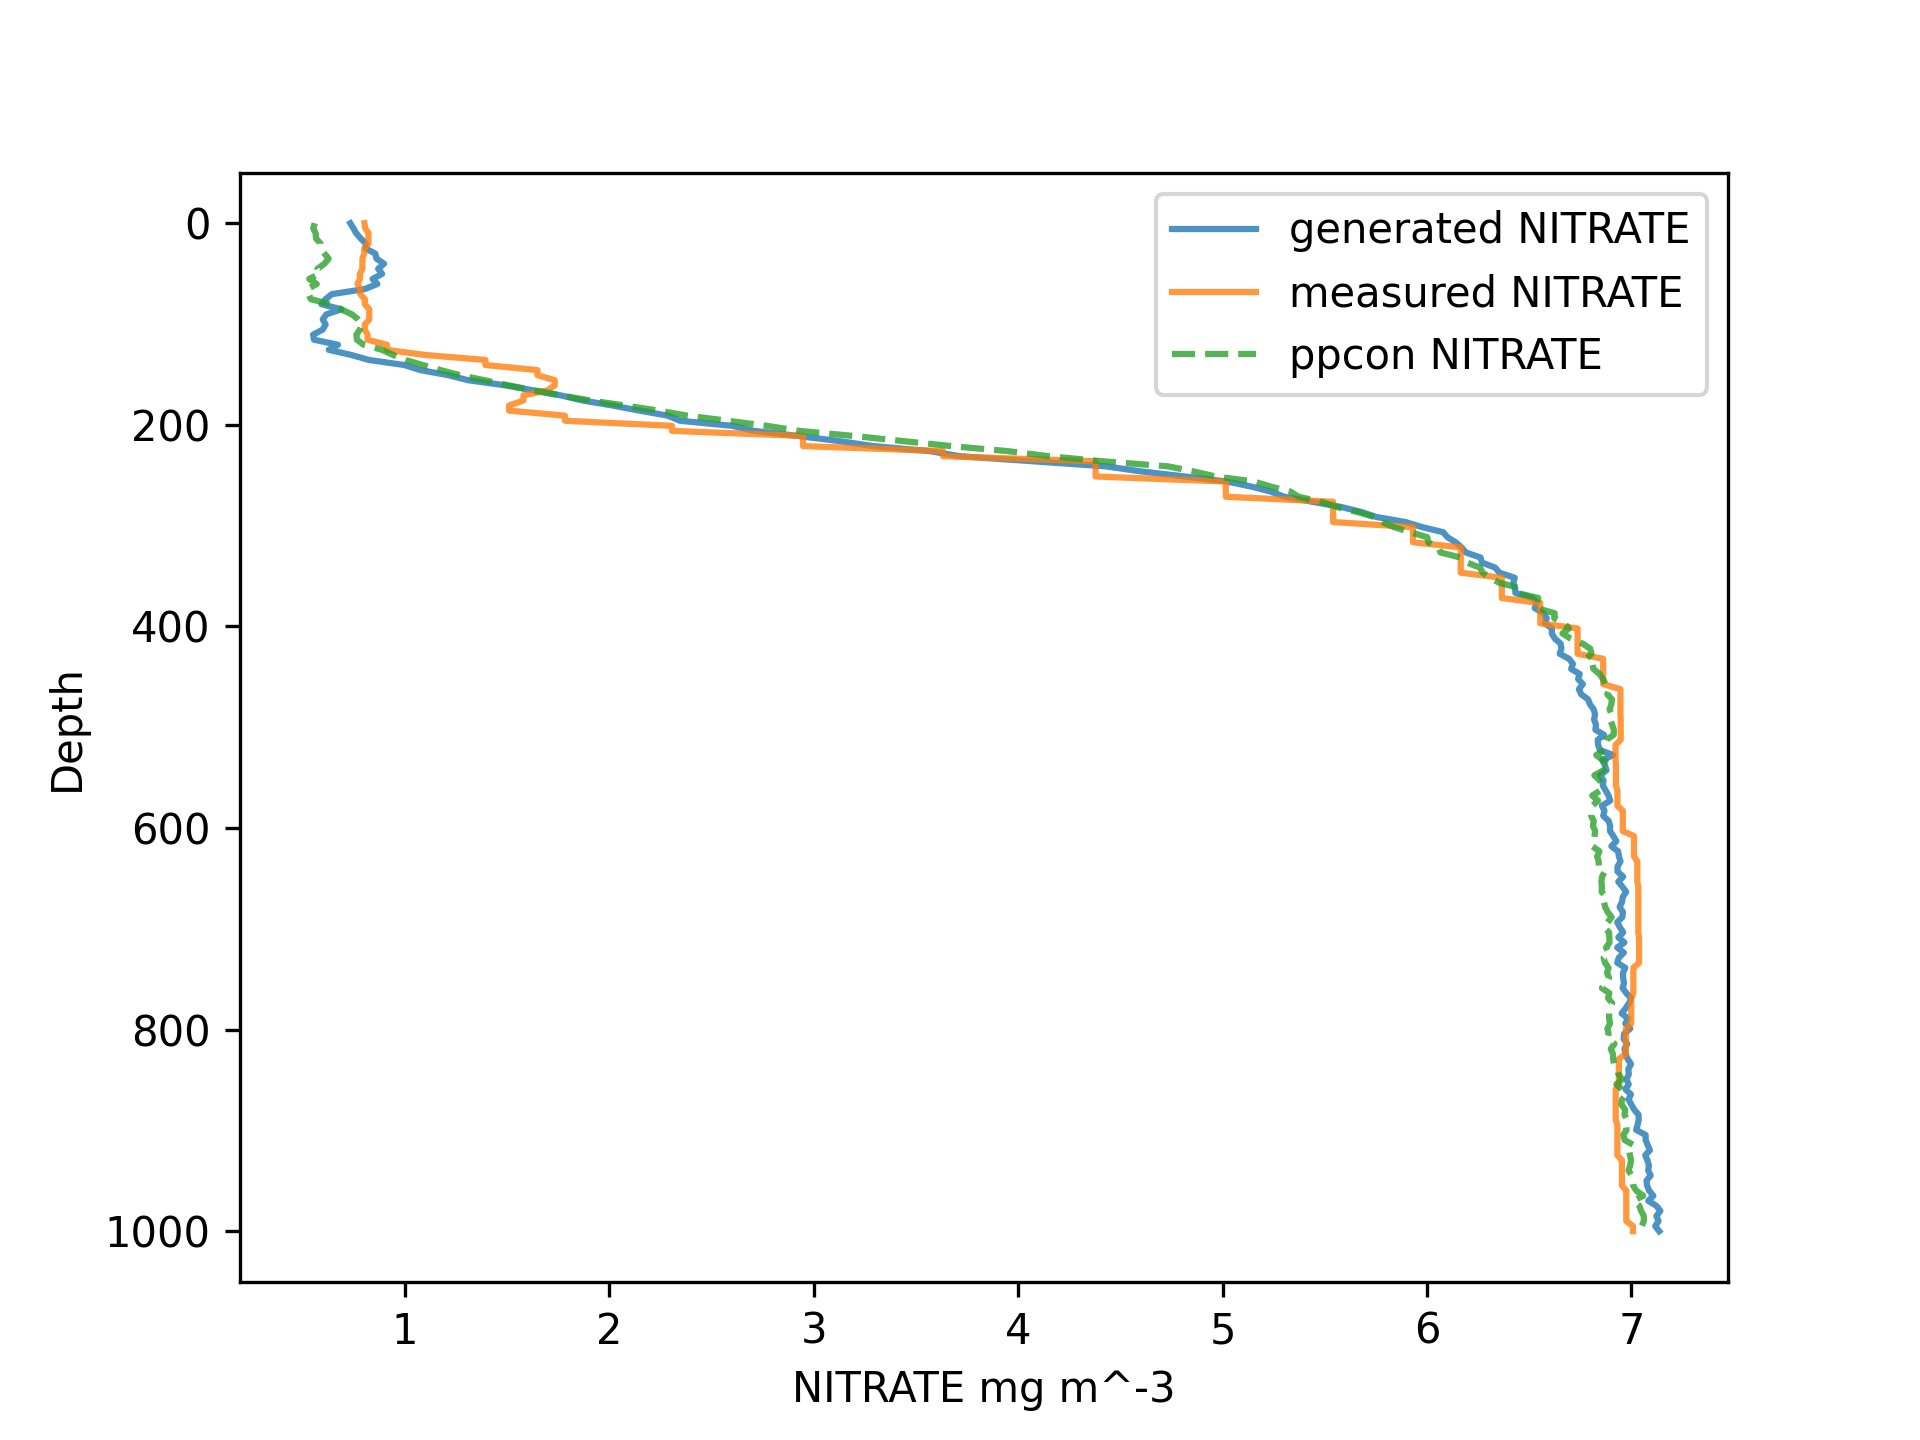 generated NITRATE
measured NITRATE
ppcon NITRATE
0
200
400
600
800
1000
Depth
1 2 3 4 5 6 7
NITRATE mg m^-3